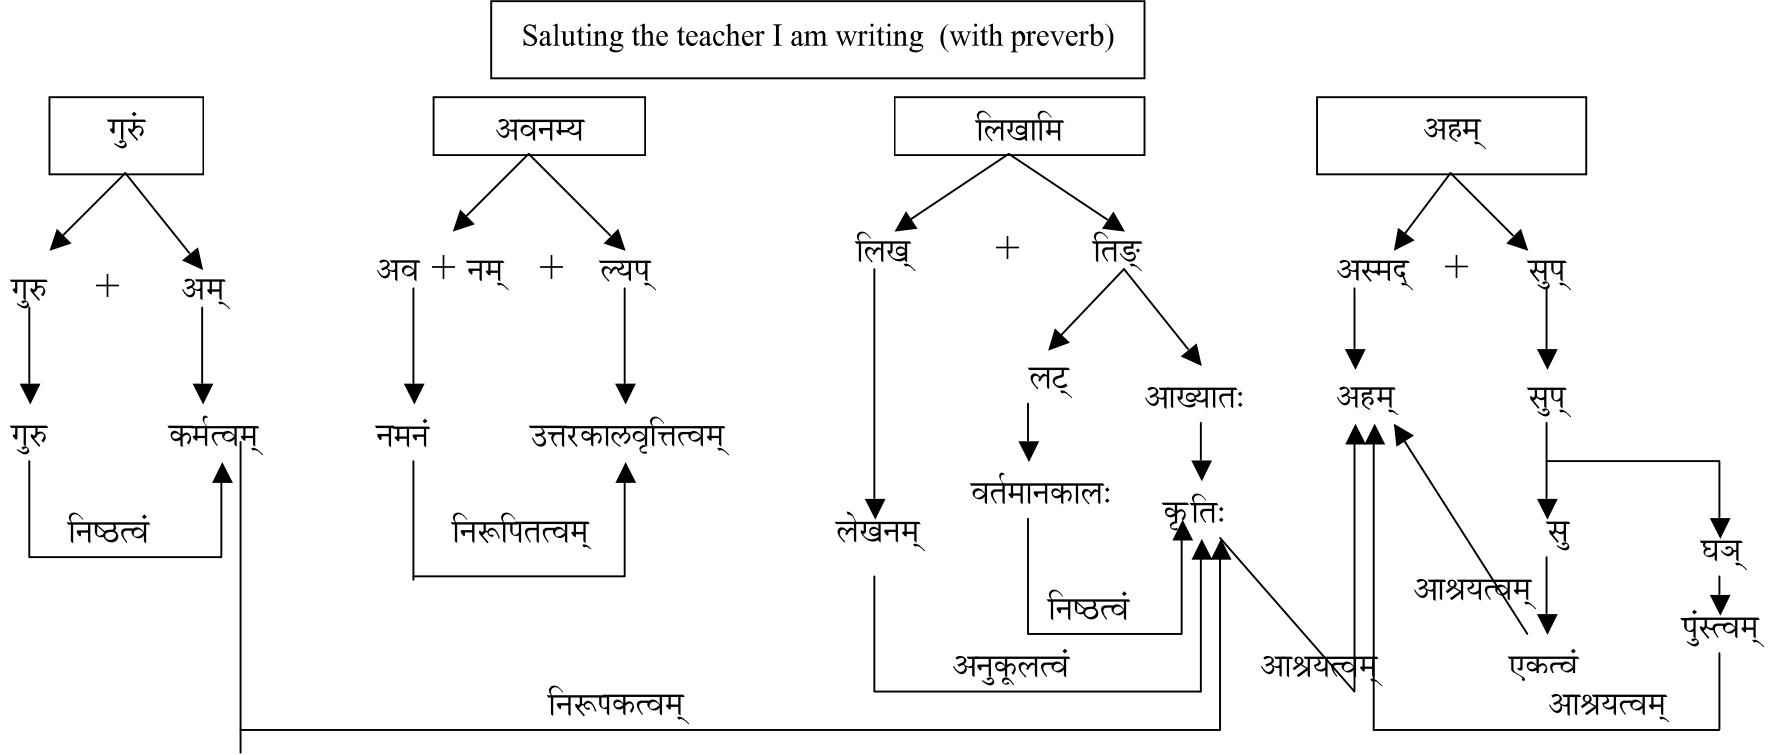 Saluting the teacher I am writing (with preverb)
गुरुं अवनम्य लिखामि अहम्
लिख् + तिङ्
गुरु + अम् अव + नम् + ल्यप् अस्मद् + सुप्
लट् आख्यातः अहम् सुप्
गुरु कर्मत्वम् नमनं उत्तरकालवृत्तित्वम्
वर्तमानकालः कृतिः
निष्ठत्वं निरूपितत्वम् लेखनम् सु घञ्
निष्ठत्वं आश्रयत्वम् पुंस्त्वम्
अनुकूलत्वं आश्रयत्वम् एकत्वं
निरूपकत्वम् आश्रयत्वम्